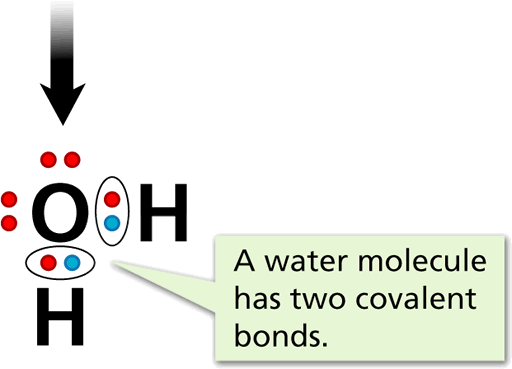 O H
H
A water molecule
has two covalent
bonds.